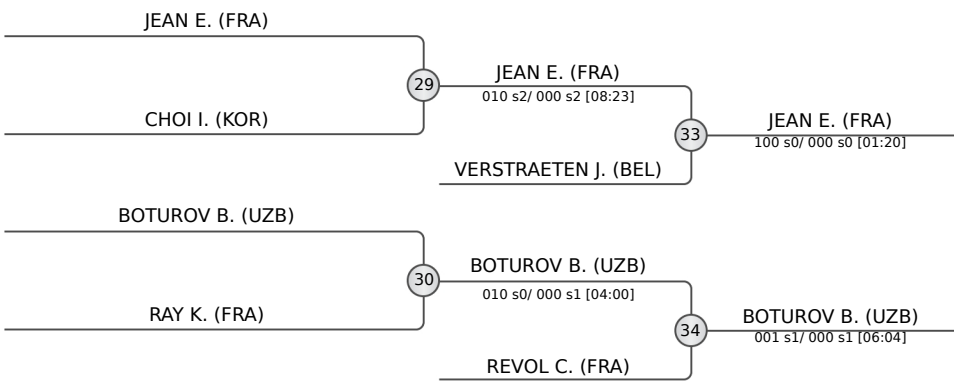 JEAN E. (FRA)
29
CHOI I. (KOR)
JEAN E. (FRA)
010 s2/ 000 s2 [08:23]
33
VERSTRAETEN J. (BEL)
JEAN E. (FRA)
100 s0/ 000 s0 [01:20]
BOTUROV B. (UZB)
30
RAY K. (FRA)
BOTUROV B. (UZB)
010 s0/ 000 s1 [04:00]
34
REVOL C. (FRA)
BOTUROV B. (UZB)
001 s1/ 000 s1 [06:04]